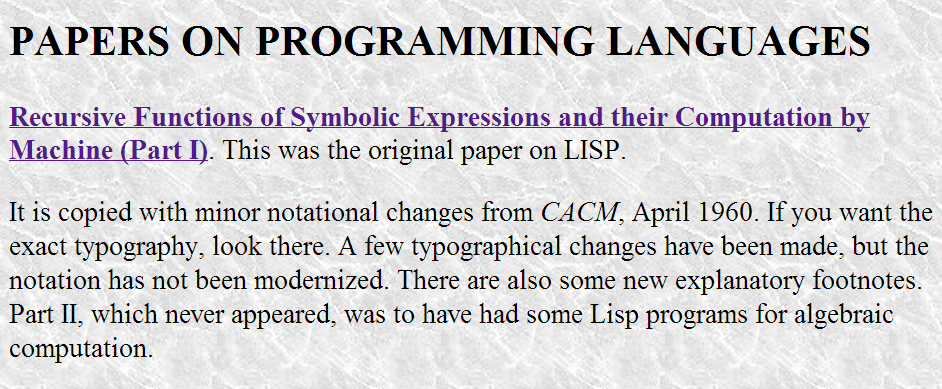 PAPERS ON PROGRAMMING LANGUAGES
Recursive Functions of Symbolic Expressions and their Computation by
Machine (Part I). This was the original paper on LISP.
It is copied with minor notational changes from CACM, April 1960. If you want the
exact typography, look there. A few typographical changes have been made, but the
notation has not been modernized. There are also some new explanatory footnotes.
Part II, which never appeared, was to have had some Lisp programs for algebraic
computation.